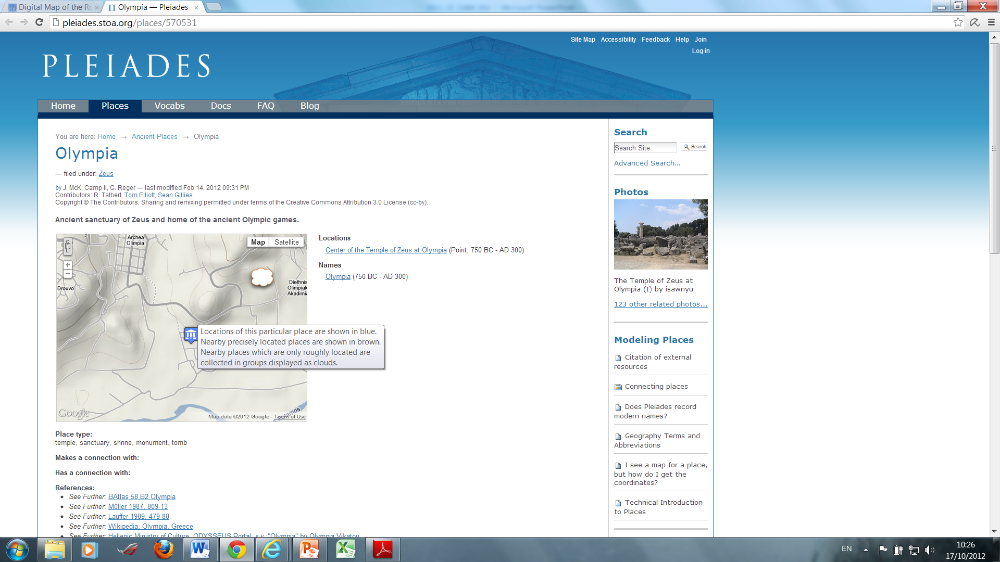 Digital Map of the Ro
Olympia — Pleiades
pleiades.stoa.org/places/570531
Site Map Accessibility Feedback Help Join
Log in
PLEIADES
Home Places Vocabs Docs FAQ Blog
You are here: Home → Ancient Places → Olympia
Olympia
— filed under: Zeus
by J. McK. Camp II, G. Reger — last modified Feb 14, 2012 09:31 PM
Contributors: R. Talbert, Tom Elliott, Sean Gillies
Copyright © The Contributors. Sharing and remixing permitted under terms of the Creative Commons Attribution 3.0 License (cc-by).
Ancient sanctuary of Zeus and home of the ancient Olympic games.
Archea
Olimpia
Map Satellite
Drouvo
Diethnis
Olimpiak
Akadimia
Locations of this particular place are shown in blue.
Nearby precisely located places are shown in brown.
Nearby places which are only roughly located are
collected in groups displayed as clouds.
Google
Map data ©2012 Google - Terms of Use
Locations
Center of the Temple of Zeus at Olympia (Point; 750 BC - AD 300)
Names
Olympia (750 BC - AD 300)
Place type:
temple, sanctuary, shrine, monument, tomb
Makes a connection with:
Has a connection with:
References:
See Further: BAtlas 58 B2 Olympia
See Further: Müller 1987, 809-13
See Further: Lauffer 1989, 479-88
See Further: Wikipedia, Olympia, Greece
See Further: Hellenic Ministry of Culture, ODYSSEUS Portal, s.v. "Olympia" by Olympia Vikatou
Search
Search Site Search
Advanced Search...
Photos
The Temple of Zeus at
Olympia (I) by isawnyu
123 other related photos...
Modeling Places
Citation of external
resources
Connecting places
Does Pleiades record
modern names?
Geography Terms and
Abbreviations
I see a map for a place,
but how do I get the
coordinates?
Technical Introduction
to Places
EN
10:26
17/10/2012